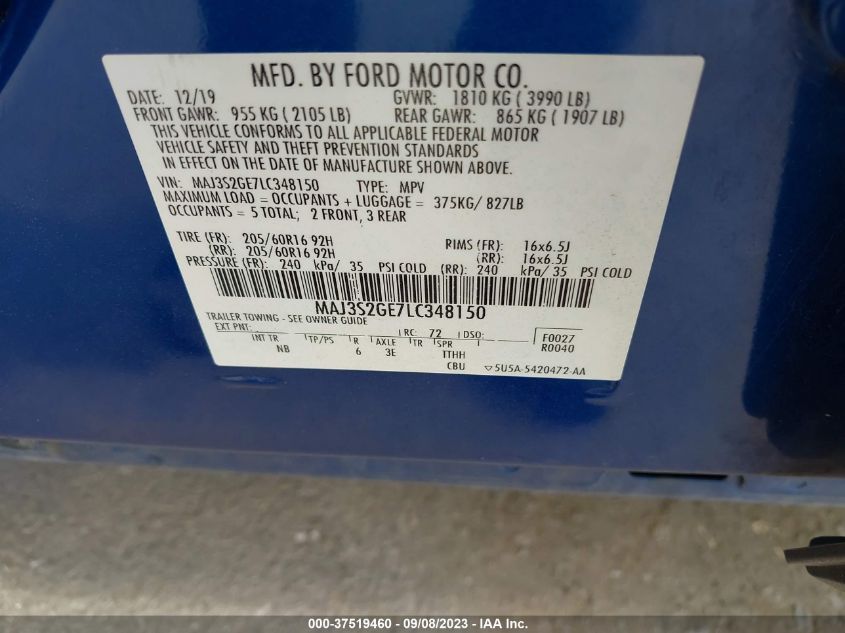 MFD. BY FORD MOTOR CO.
DATE: 12/19 GVWR: 1810 KG ( 3990 LB)
FRONT GAWR: 955 KG ( 2105 LB) REAR GAWR: 865 KG ( 1907 LB)
THIS VEHICLE CONFORMS TO ALL APPLICABLE FEDERAL MOTOR
VEHICLE SAFETY AND THEFT PREVENTION STANDARDS
IN EFFECT ON THE DATE OF MANUFACTURE SHOWN ABOVE.
VIN: MAJ3S2GE7LC348150 TYPE: MPV
MAXIMUM LOAD = OCCUPANTS + LUGGAGE = 375KG/ 827LB
OCCUPANTS = 5 TOTAL; 2 FRONT, 3 REAR
TIRE (FR): 205/60R16 92H RIMS (FR): 16x6.5J
(RR): 205/60R16 92H (RR): 16x6.5J
PRESSURE (FR): 240 kPa/ 35 PSI COLD (RR): 240 kPa/ 35 PSI COLD
MAJ3S2GE7LC348150
TRAILER TOWING - SEE OWNER GUIDE
EXT PNT: RC: 72 DSO: F0027
INT TR TP/PS R AXLE TR SPR R0040
NB 6 3E TTHH
CBU ▽5U5A-5420472-AA
000-37519460 - 09/08/2023 - © IAA Holdings, LLC.